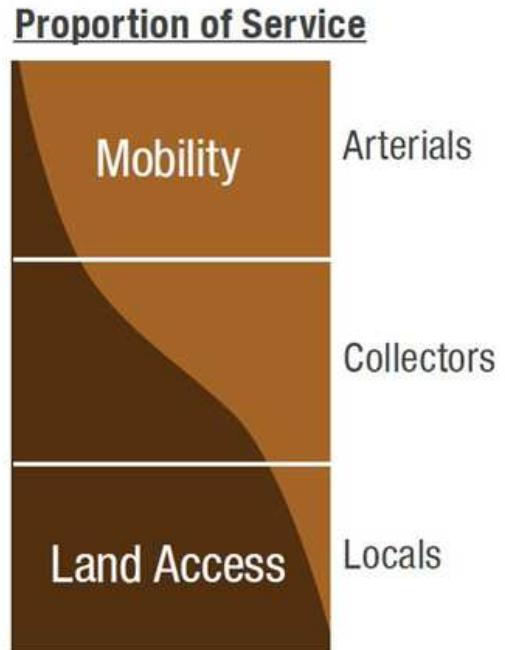 Proportion of Service
Mobility
Arterials
Collectors
Land Access
Locals